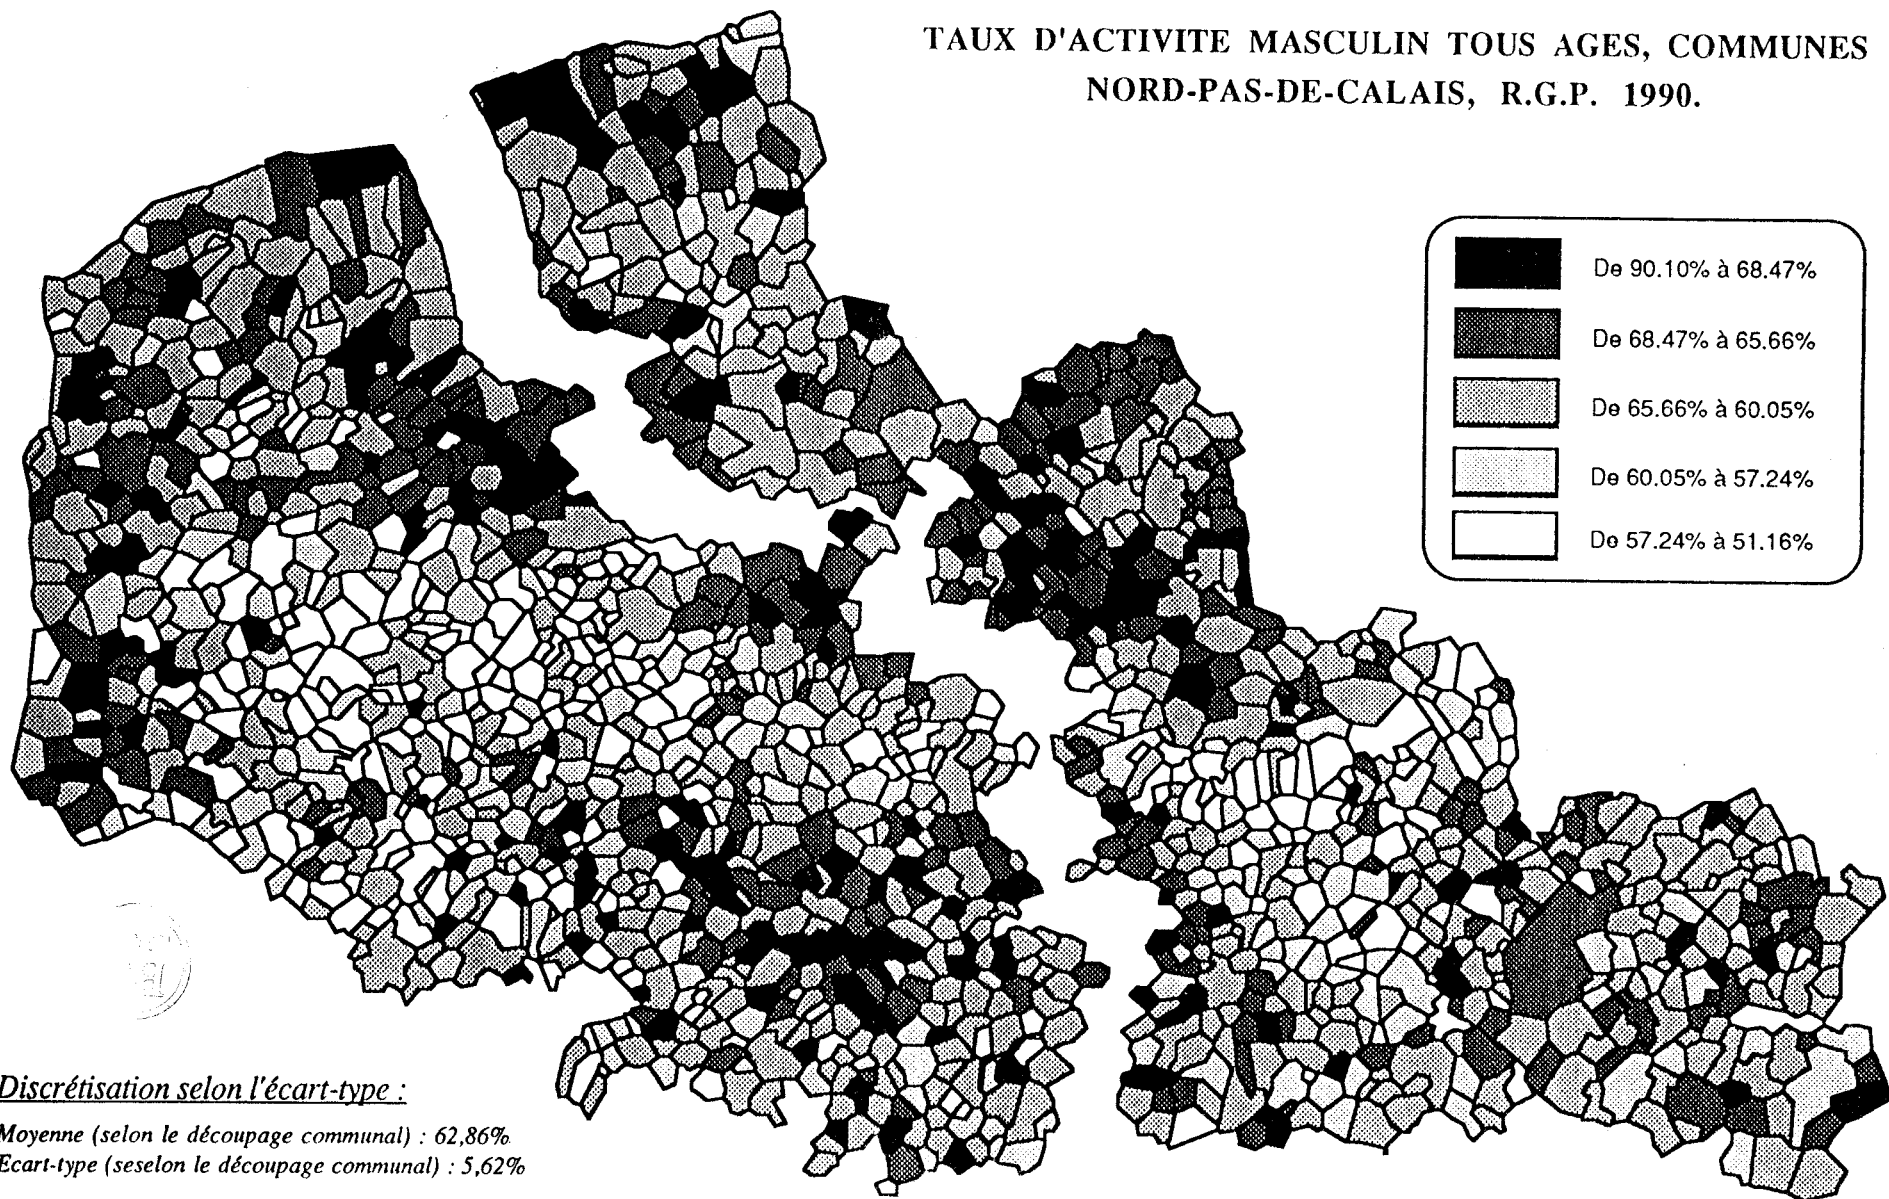 TAUX D'ACTIVITE MASCULIN TOUS AGES, COMMUNES
NORD-PAS-DE-CALAIS, R.G.P. 1990.
De 90.10% à 68.47%
De 68.47% à 65.66%
De 65.66% à 60.05%
De 60.05% à 57.24%
De 57.24% à 51.16%
Discrétisation selon l'écart-type :
Moyenne (selon le découpage communal) : 62,86%
Ecart-type (seselon le découpage communal) : 5,62%